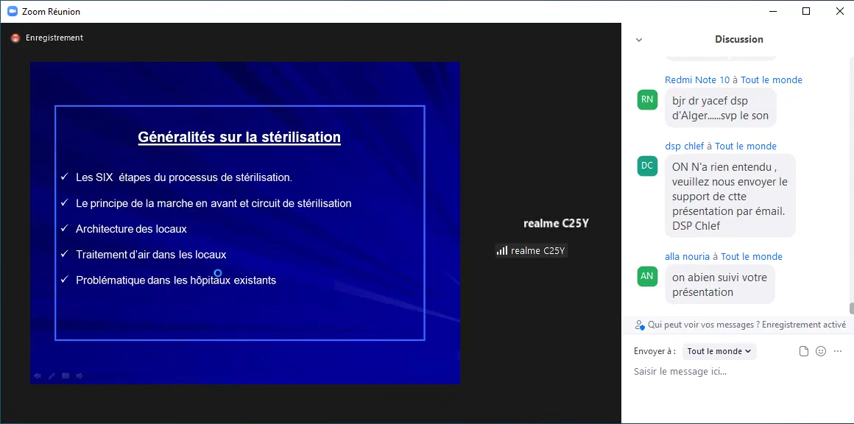 Zoom Réunion
Enregistrement
Généralités sur la stérilisation
Les SIX étapes du processus de stérilisation.
Le principe de la marche en avant et circuit de stérilisation
Architecture des locaux
Traitement d'air dans les locaux
Problématique dans les hôpitaux existants
realme C25Y
realme C25Y
Discussion
Redmi Note 10 à Tout le monde
RN
bjr dr yacef dsp
d'Alger......svp le son
dsp chlef à Tout le monde
DC
ON N'a rien entendu ,
veuillez nous envoyer le
support de ctte
présentation par émail.
DSP Chlef
alla nouria à Tout le monde
AN
on abien suivi votre
présentation
Qui peut voir vos messages ? Enregistrement activé
Envoyer à : Tout le monde
Saisir le message ici...